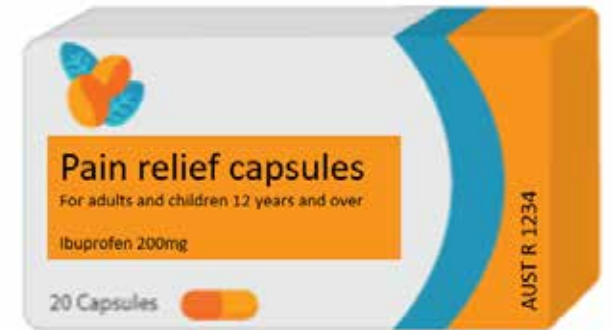 Pain relief capsules
For adults and children 12 years and over
Ibuprofen 200mg
20 Capsules
AUST R 1234